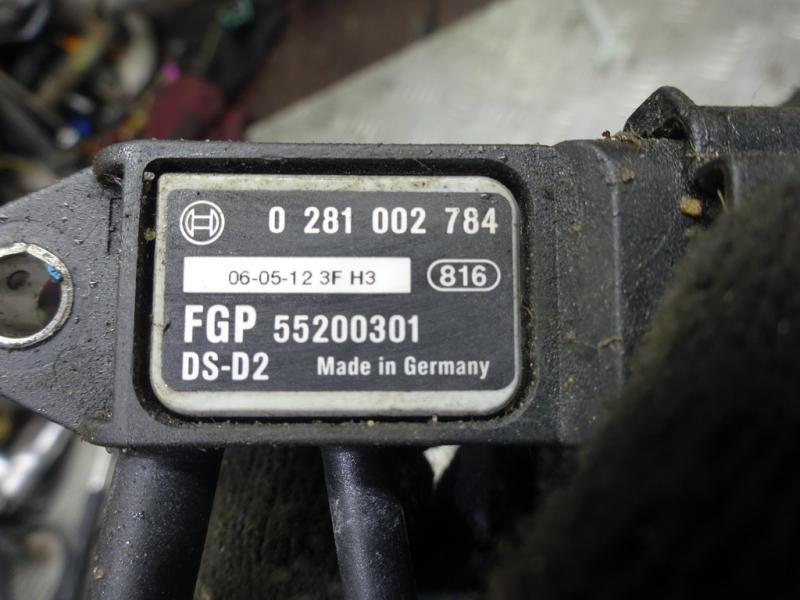 0 281 002 784
06-05-12 3F H3 816
FGP 55200301
DS-D2 Made in Germany